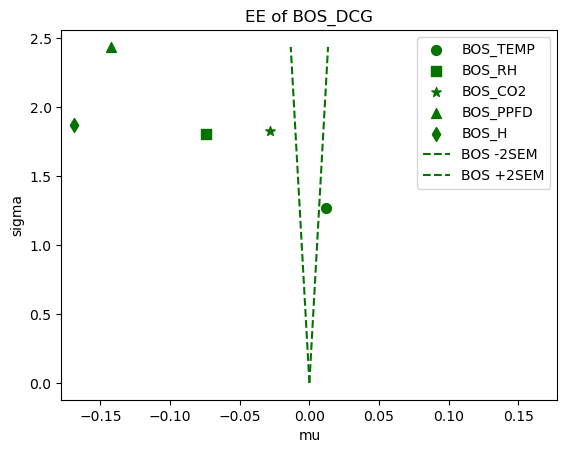 EE of BOS_DCG
BOS_TEMP
BOS_RH
BOS_CO2
BOS_PPFD
BOS_H
BOS -2SEM
BOS +2SEM
2.5
2.0
1.5
1.0
0.5
0.0
sigma
−0.15 −0.10 −0.05 0.00 0.05 0.10 0.15
mu